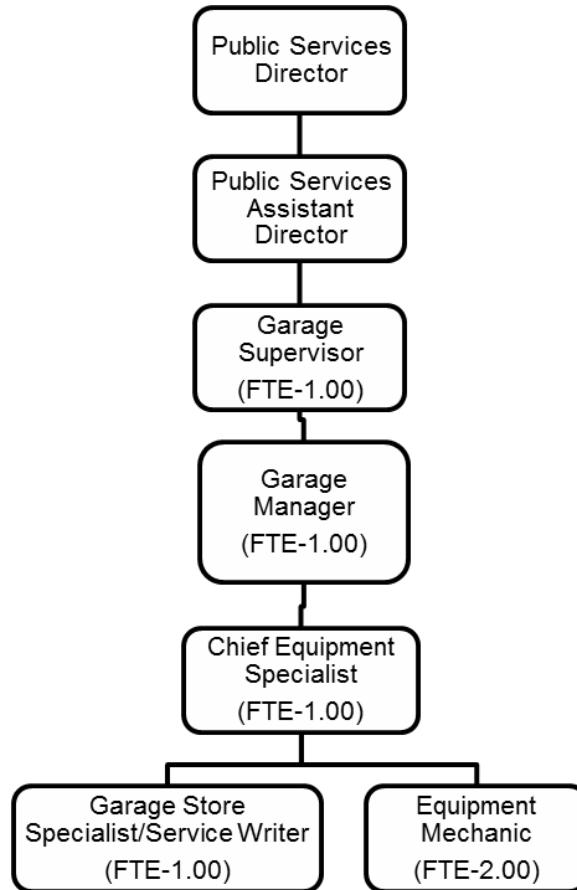 Public Services
Director
Public Services
Assistant
Director
Garage
Supervisor
(FTE-1.00)
Garage
Manager
(FTE-1.00)
Chief Equipment
Specialist
(FTE-1.00)
Garage Store
Specialist/Service Writer
(FTE-1.00)
Equipment
Mechanic
(FTE-2.00)